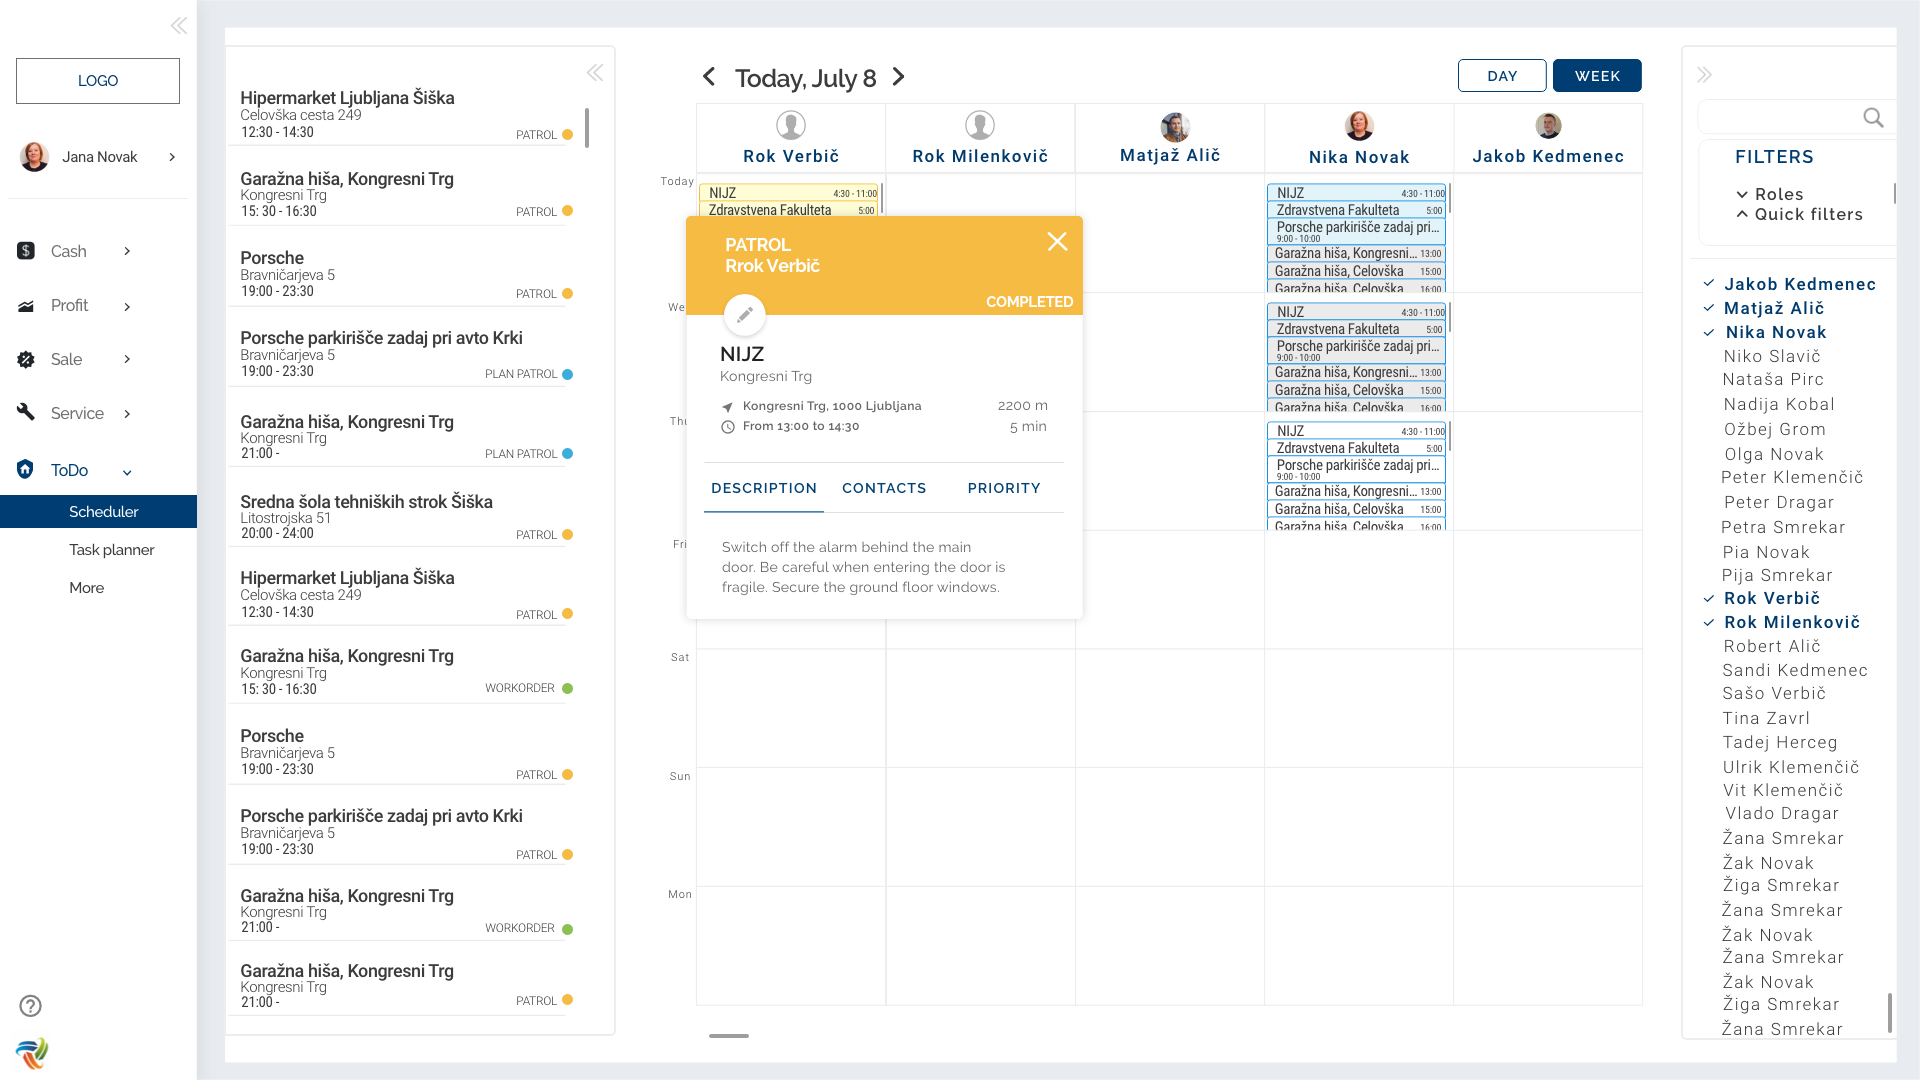 LOGO
Jana Novak
Cash
Profit
Sale
Service
ToDo
Scheduler
Task planner
More
Hipermarket Ljubljana Šiška
Celovška cesta 249
12:30 - 14:30
PATROL
Garažna hiša, Kongresni Trg
Kongresni Trg
15: 30 - 16:30
PATROL
Porsche
Bravničarjeva 5
19:00 - 23:30
PATROL
Porsche parkirišče zadaj pri avto Krki
Bravničarjeva 5
19:00 - 23:30
PLAN PATROL
Garažna hiša, Kongresni Trg
Kongresni Trg
21:00 -
PLAN PATROL
Sredna šola tehniških strok Šiška
Litostrojska 51
20:00 - 24:00
PATROL
Hipermarket Ljubljana Šiška
Celovška cesta 249
12:30 - 14:30
PATROL
Garažna hiša, Kongresni Trg
Kongresni Trg
15: 30 - 16:30
WORKORDER
Porsche
Bravničarjeva 5
19:00 - 23:30
PATROL
Porsche parkirišče zadaj pri avto Krki
Bravničarjeva 5
19:00 - 23:30
PATROL
Garažna hiša, Kongresni Trg
Kongresni Trg
21:00 -
WORKORDER
Garažna hiša, Kongresni Trg
Kongresni Trg
21:00 -
PATROL
Today, July 8
DAY
WEEK
Rok Verbič
Rok Milenkovič
Matjaž Alič
Nika Novak
Jakob Kedmenec
Today
NIJZ 4:30 - 11:00
Zdravstvena Fakulteta 5:00
NIJZ 4:30 - 11:00
Zdravstvena Fakulteta 5:00
Porsche parkirišče zadaj pri...
9:00 - 10:00
Garažna hiša, Kongresni... 13:00
Garažna hiša, Celovška 15:00
Garažna hiša, Celovška 16:00
We
NIJZ 4:30 - 11:00
Zdravstvena Fakulteta 5:00
Porsche parkirišče zadaj pri...
9:00 - 10:00
Garažna hiša, Kongresni... 13:00
Garažna hiša, Celovška 15:00
Garažna hiša, Celovška 16:00
Thu
NIJZ 4:30 - 11:00
Zdravstvena Fakulteta 5:00
Porsche parkirišče zadaj pri...
9:00 - 10:00
Garažna hiša, Kongresni... 13:00
Garažna hiša, Celovška 15:00
Garažna hiša, Celovška 16:00
Fri
Sat
Sun
Mon
PATROL
Rrok Verbič
COMPLETED
NIJZ
Kongresni Trg
Kongresni Trg, 1000 Ljubljana 2200 m
From 13:00 to 14:30 5 min
DESCRIPTION CONTACTS PRIORITY
Switch off the alarm behind the main
door. Be careful when entering the door is
fragile. Secure the ground floor windows.
FILTERS
Roles
Quick filters
Jakob Kedmenec
Matjaž Alič
Nika Novak
Niko Slavič
Nataša Pirc
Nadija Kobal
Ožbej Grom
Olga Novak
Peter Klemenčič
Peter Dragar
Petra Smrekar
Pia Novak
Pija Smrekar
Rok Verbič
Rok Milenkovič
Robert Alič
Sandi Kedmenec
Sašo Verbič
Tina Zavrl
Tadej Herceg
Ulrik Klemenčič
Vit Klemenčič
Vlado Dragar
Žana Smrekar
Žak Novak
Žiga Smrekar
Žana Smrekar
Žak Novak
Žana Smrekar
Žak Novak
Žiga Smrekar
Žana Smrekar